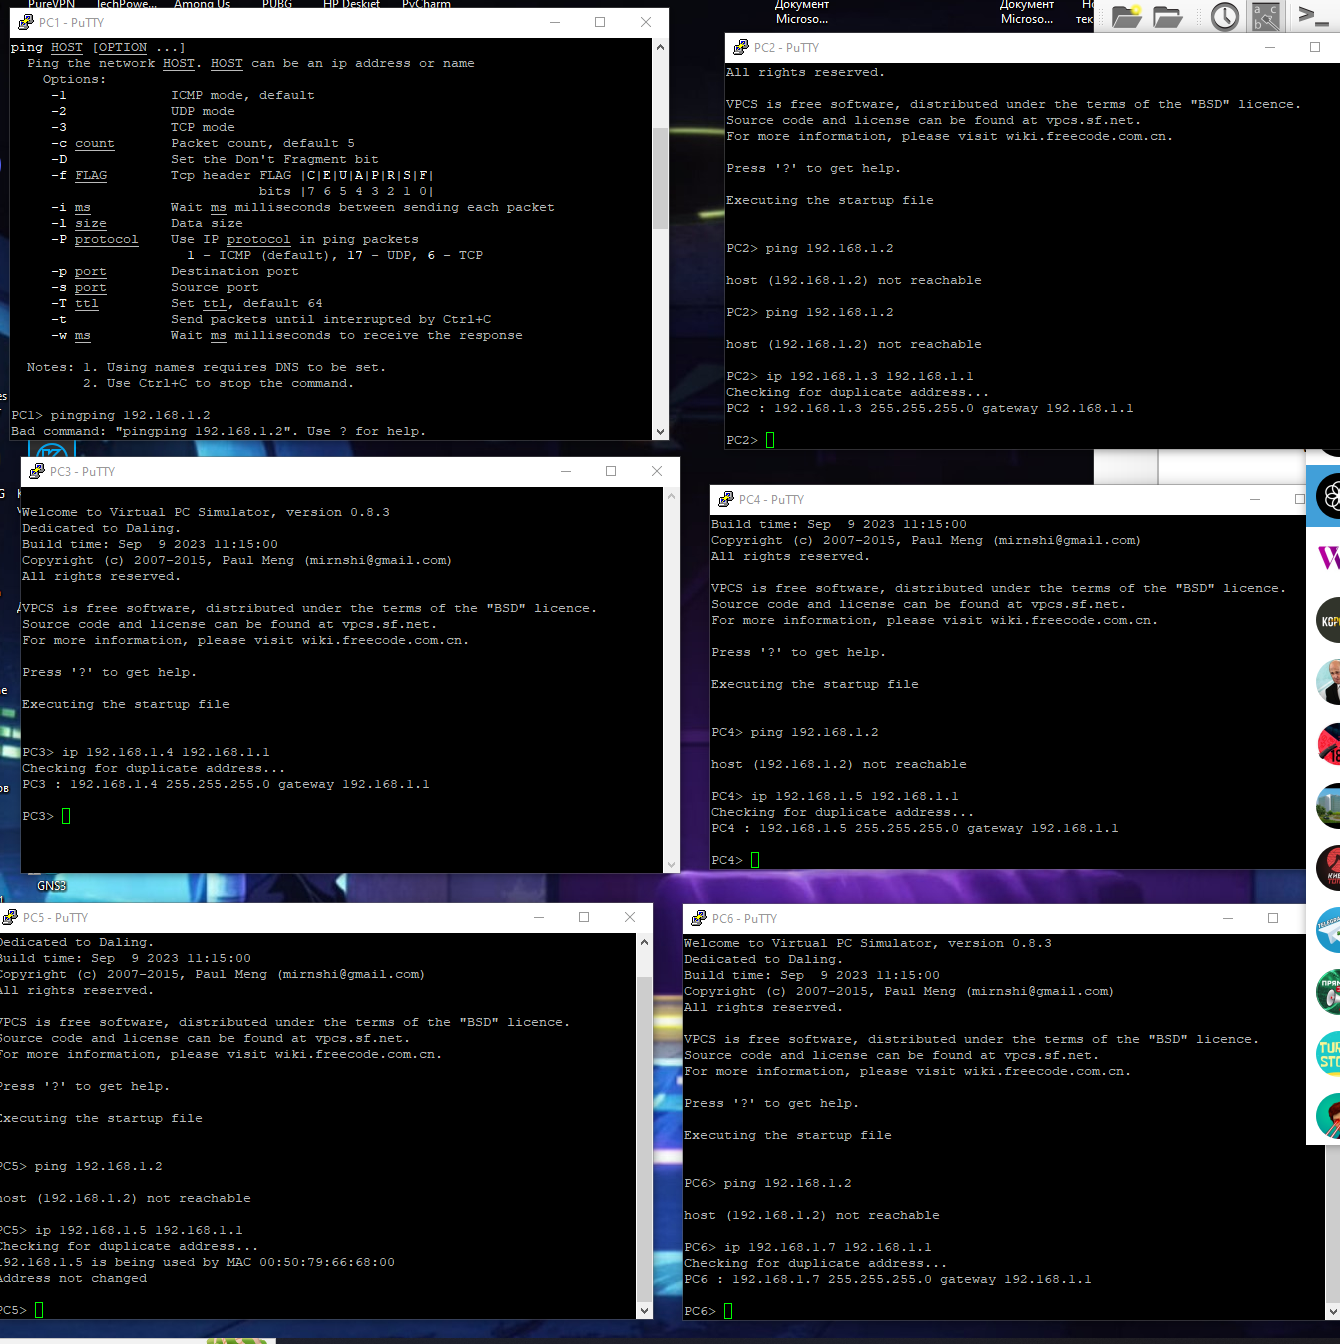 PureVPN TechPowe... Among Us PUBG HP Deskjet PyCharm
Документ
Microso...
Документ
Microso...
PC1 - PuTTY
ping HOST [OPTION ...]
  Ping the network HOST. HOST can be an ip address or name
    Options:
     -1             ICMP mode, default
     -2             UDP mode
     -3             TCP mode
     -c count       Packet count, default 5
     -D             Set the Don't Fragment bit
     -f FLAG        Tcp header FLAG |C|E|U|A|P|R|S|F|
                               bits |7 6 5 4 3 2 1 0|
     -i ms          Wait ms milliseconds between sending each packet
     -l size        Data size
     -P protocol    Use IP protocol in ping packets
                      1 - ICMP (default), 17 - UDP, 6 - TCP
     -p port        Destination port
     -s port        Source port
     -T ttl         Set ttl, default 64
     -t             Send packets until interrupted by Ctrl+C
     -w ms          Wait ms milliseconds to receive the response
  Notes: 1. Using names requires DNS to be set.
         2. Use Ctrl+C to stop the command.
PC1> pingping 192.168.1.2
Bad command: "pingping 192.168.1.2". Use ? for help.
PC2 - PuTTY
All rights reserved.
VPCS is free software, distributed under the terms of the "BSD" licence.
Source code and license can be found at vpcs.sf.net.
For more information, please visit wiki.freecode.com.cn.
Press '?' to get help.
Executing the startup file
PC2> ping 192.168.1.2
host (192.168.1.2) not reachable
PC2> ping 192.168.1.2
host (192.168.1.2) not reachable
PC2> ip 192.168.1.3 192.168.1.1
Checking for duplicate address...
PC2 : 192.168.1.3 255.255.255.0 gateway 192.168.1.1
PC2>
PC3 - PuTTY
Welcome to Virtual PC Simulator, version 0.8.3
Dedicated to Daling.
Build time: Sep  9 2023 11:15:00
Copyright (c) 2007-2015, Paul Meng (mirnshi@gmail.com)
All rights reserved.
VPCS is free software, distributed under the terms of the "BSD" licence.
Source code and license can be found at vpcs.sf.net.
For more information, please visit wiki.freecode.com.cn.
Press '?' to get help.
Executing the startup file
PC3> ip 192.168.1.4 192.168.1.1
Checking for duplicate address...
PC3 : 192.168.1.4 255.255.255.0 gateway 192.168.1.1
PC3>
PC4 - PuTTY
Build time: Sep  9 2023 11:15:00
Copyright (c) 2007-2015, Paul Meng (mirnshi@gmail.com)
All rights reserved.
VPCS is free software, distributed under the terms of the "BSD" licence.
Source code and license can be found at vpcs.sf.net.
For more information, please visit wiki.freecode.com.cn.
Press '?' to get help.
Executing the startup file
PC4> ping 192.168.1.2
host (192.168.1.2) not reachable
PC4> ip 192.168.1.5 192.168.1.1
Checking for duplicate address...
PC4 : 192.168.1.5 255.255.255.0 gateway 192.168.1.1
PC4>
GNS3
PC5 - PuTTY
Dedicated to Daling.
Build time: Sep  9 2023 11:15:00
Copyright (c) 2007-2015, Paul Meng (mirnshi@gmail.com)
All rights reserved.
VPCS is free software, distributed under the terms of the "BSD" licence.
Source code and license can be found at vpcs.sf.net.
For more information, please visit wiki.freecode.com.cn.
Press '?' to get help.
Executing the startup file
PC5> ping 192.168.1.2
host (192.168.1.2) not reachable
PC5> ip 192.168.1.5 192.168.1.1
Checking for duplicate address...
192.168.1.5 is being used by MAC 00:50:79:66:68:00
Address not changed
PC5>
PC6 - PuTTY
Welcome to Virtual PC Simulator, version 0.8.3
Dedicated to Daling.
Build time: Sep  9 2023 11:15:00
Copyright (c) 2007-2015, Paul Meng (mirnshi@gmail.com)
All rights reserved.
VPCS is free software, distributed under the terms of the "BSD" licence.
Source code and license can be found at vpcs.sf.net.
For more information, please visit wiki.freecode.com.cn.
Press '?' to get help.
Executing the startup file
PC6> ping 192.168.1.2
host (192.168.1.2) not reachable
PC6> ip 192.168.1.7 192.168.1.1
Checking for duplicate address...
PC6 : 192.168.1.7 255.255.255.0 gateway 192.168.1.1
PC6>